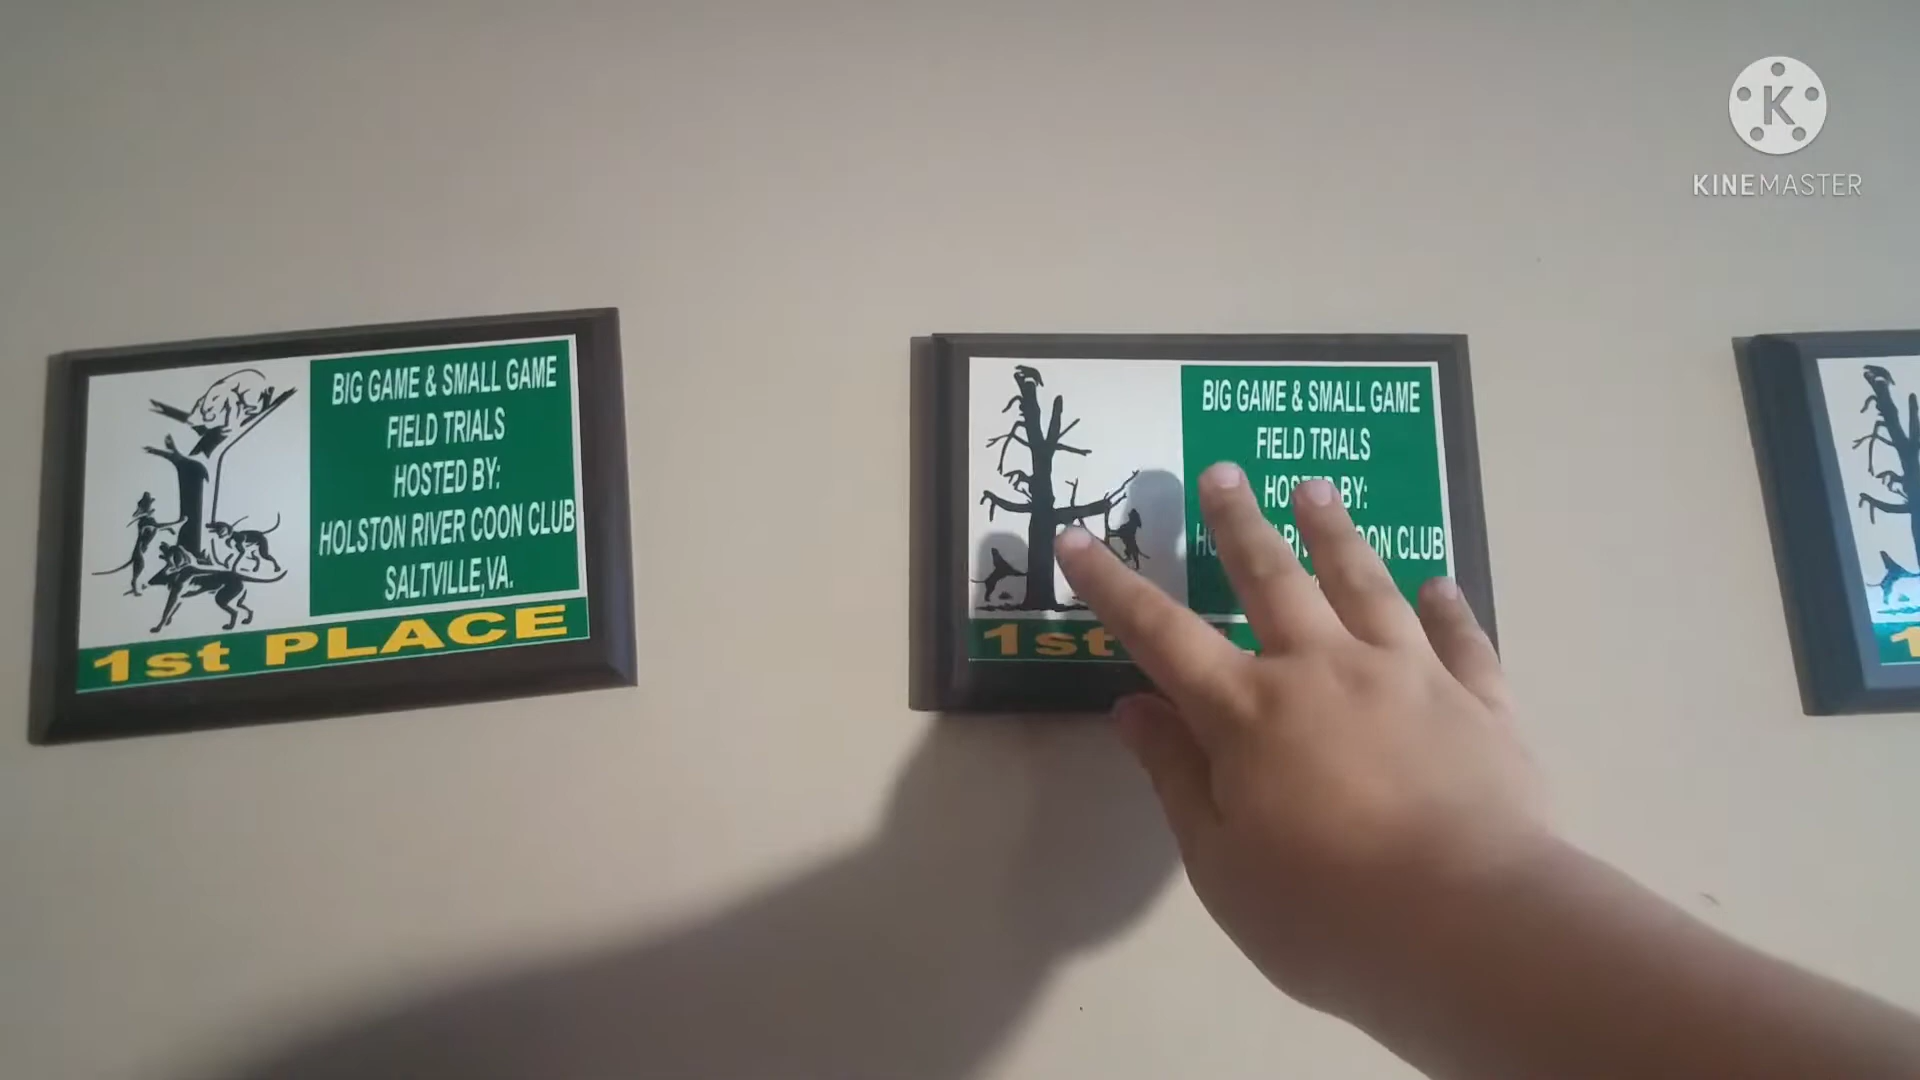 K
KINEMASTER
BIG GAME & SMALL GAME
FIELD TRIALS
HOSTED BY:
HOLSTON RIVER COON CLUB
SALTVILLE,VA.
1st PLACE
BIG GAME & SMALL GAME
FIELD TRIALS
BY:
COON CLUB
1st